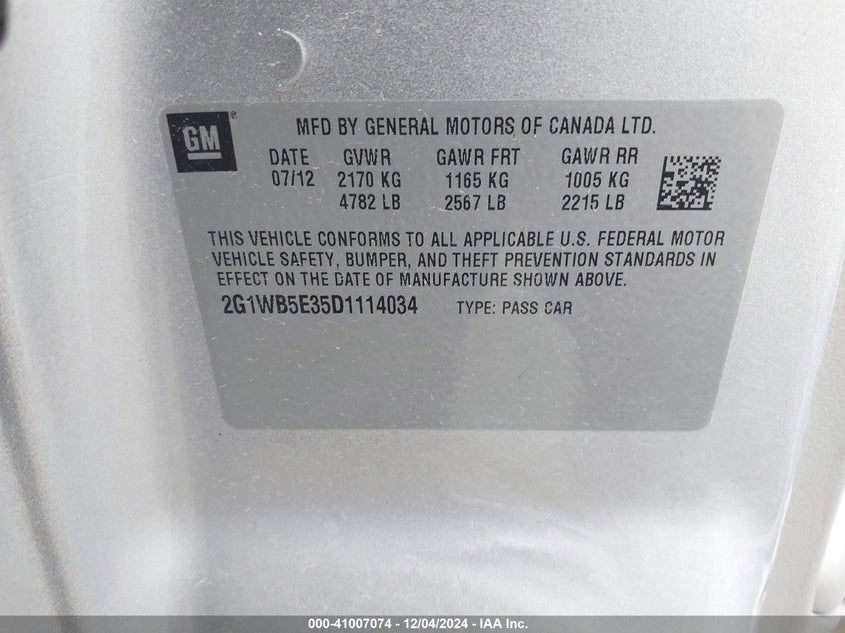 GM ®
MFD BY GENERAL MOTORS OF CANADA LTD.
DATE GVWR GAWR FRT GAWR RR
07/12 2170 KG 1165 KG 1005 KG
4782 LB 2567 LB 2215 LB
THIS VEHICLE CONFORMS TO ALL APPLICABLE U.S. FEDERAL MOTOR
VEHICLE SAFETY, BUMPER, AND THEFT PREVENTION STANDARDS IN
EFFECT ON THE DATE OF MANUFACTURE SHOWN ABOVE.
2G1WB5E35D1114034 TYPE: PASS CAR
000-41007074 - 12/04/2024 - IAA Inc.